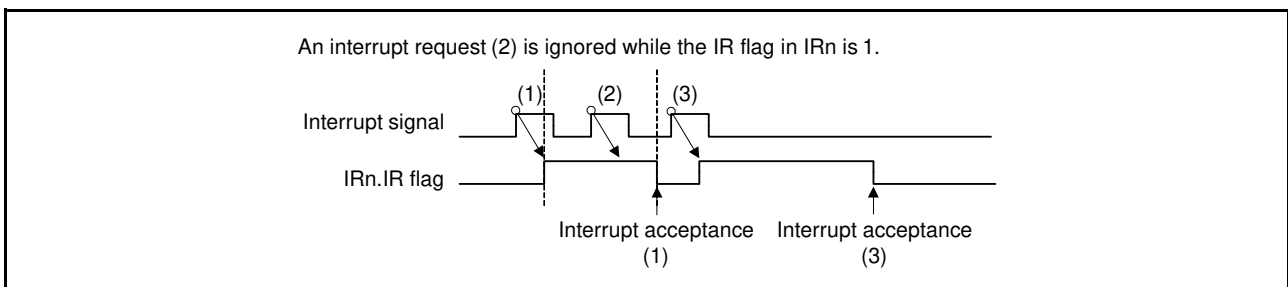 An interrupt request (2) is ignored while the IR flag in IRn is 1.
(1) (2) (3)
Interrupt signal
IRn.IR flag
Interrupt acceptance Interrupt acceptance
(1) (3)